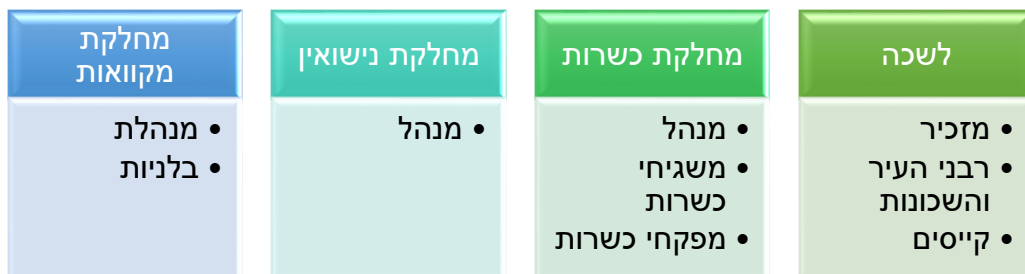 לשכה
• מזכיר
• רבני העיר
והשכונות
• קייסים
מחלקת כשרות
• מנהל
• משגיחי
כשרות
• מפקחי כשרות
מחלקת נישואין
• מנהל
מחלקת
מקוואות
• מנהלת
• בלניות